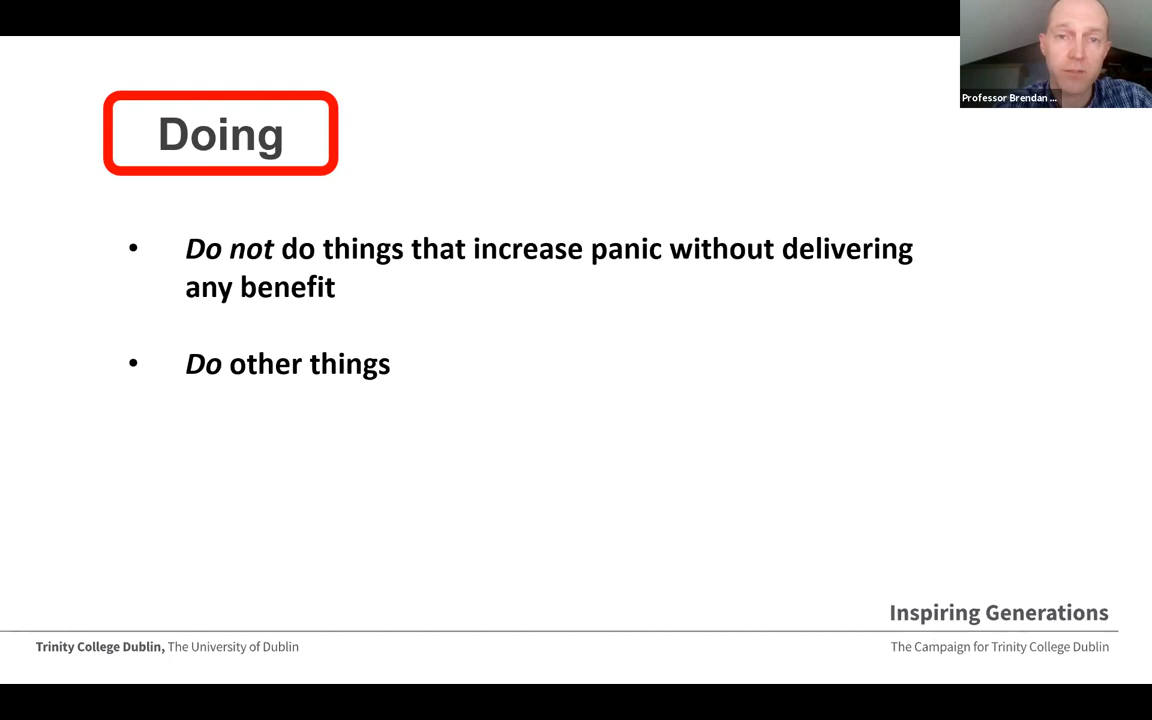 Professor Brendan ...
Doing
• Do not do things that increase panic without delivering
any benefit
• Do other things
Inspiring Generations
Trinity College Dublin, The University of Dublin
The Campaign for Trinity College Dublin